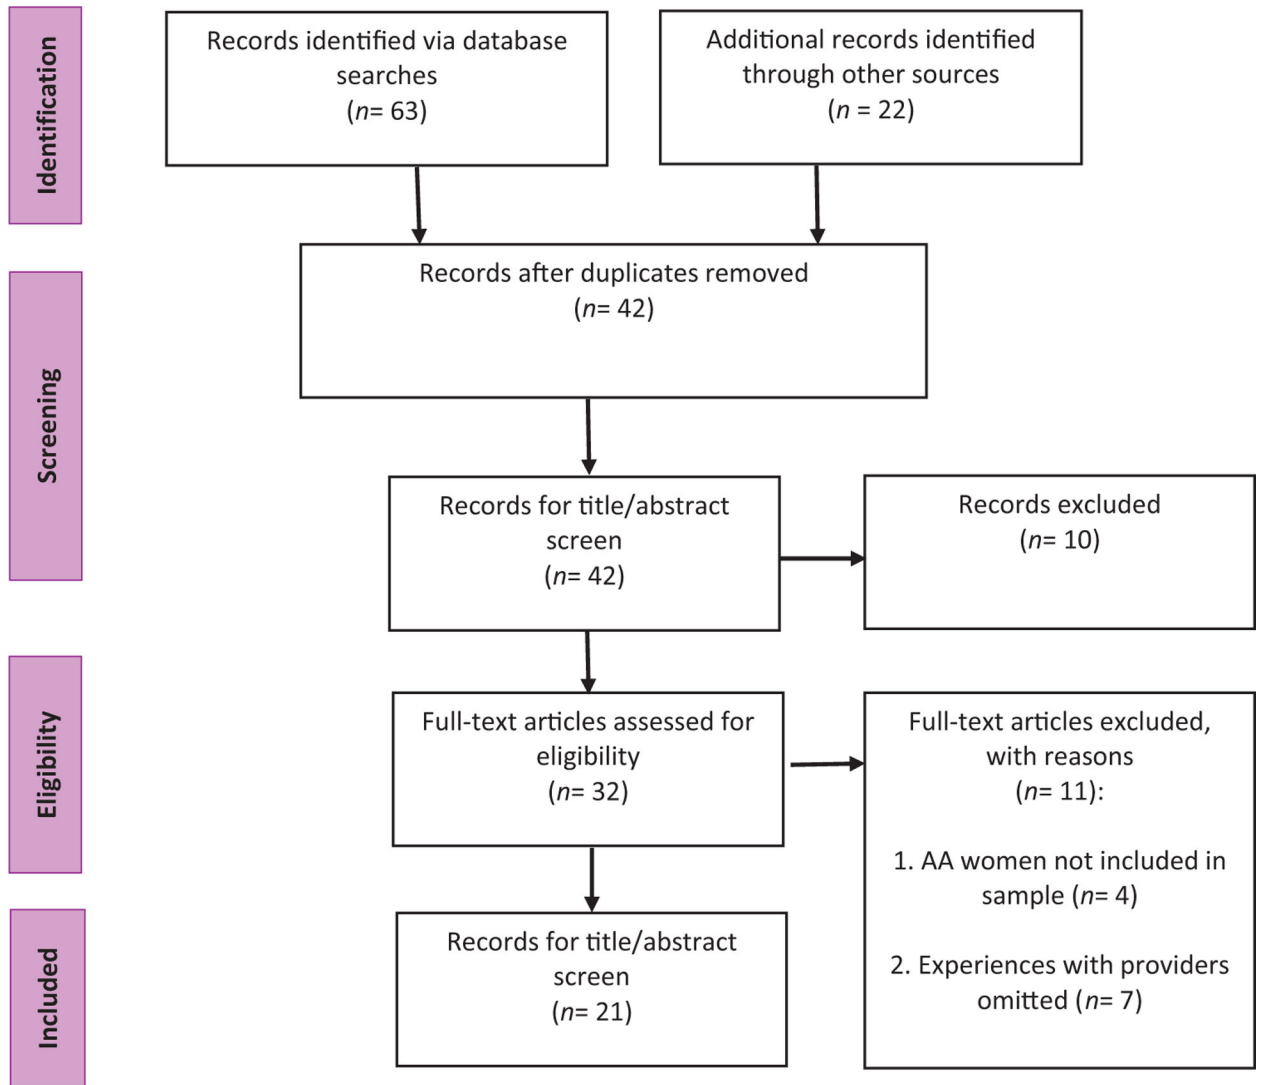 Identification
Records identified via database
searches
(n= 63)
Additional records identified
through other sources
(n = 22)
Screening
Records after duplicates removed
(n= 42)
Records for title/abstract
screen
(n= 42)
Records excluded
(n= 10)
Eligibility
Full-text articles assessed for
eligibility
(n= 32)
Full-text articles excluded,
with reasons
(n= 11):
1. AA women not included in
sample (n= 4)
2. Experiences with providers
omitted (n= 7)
Included
Records for title/abstract
screen
(n= 21)